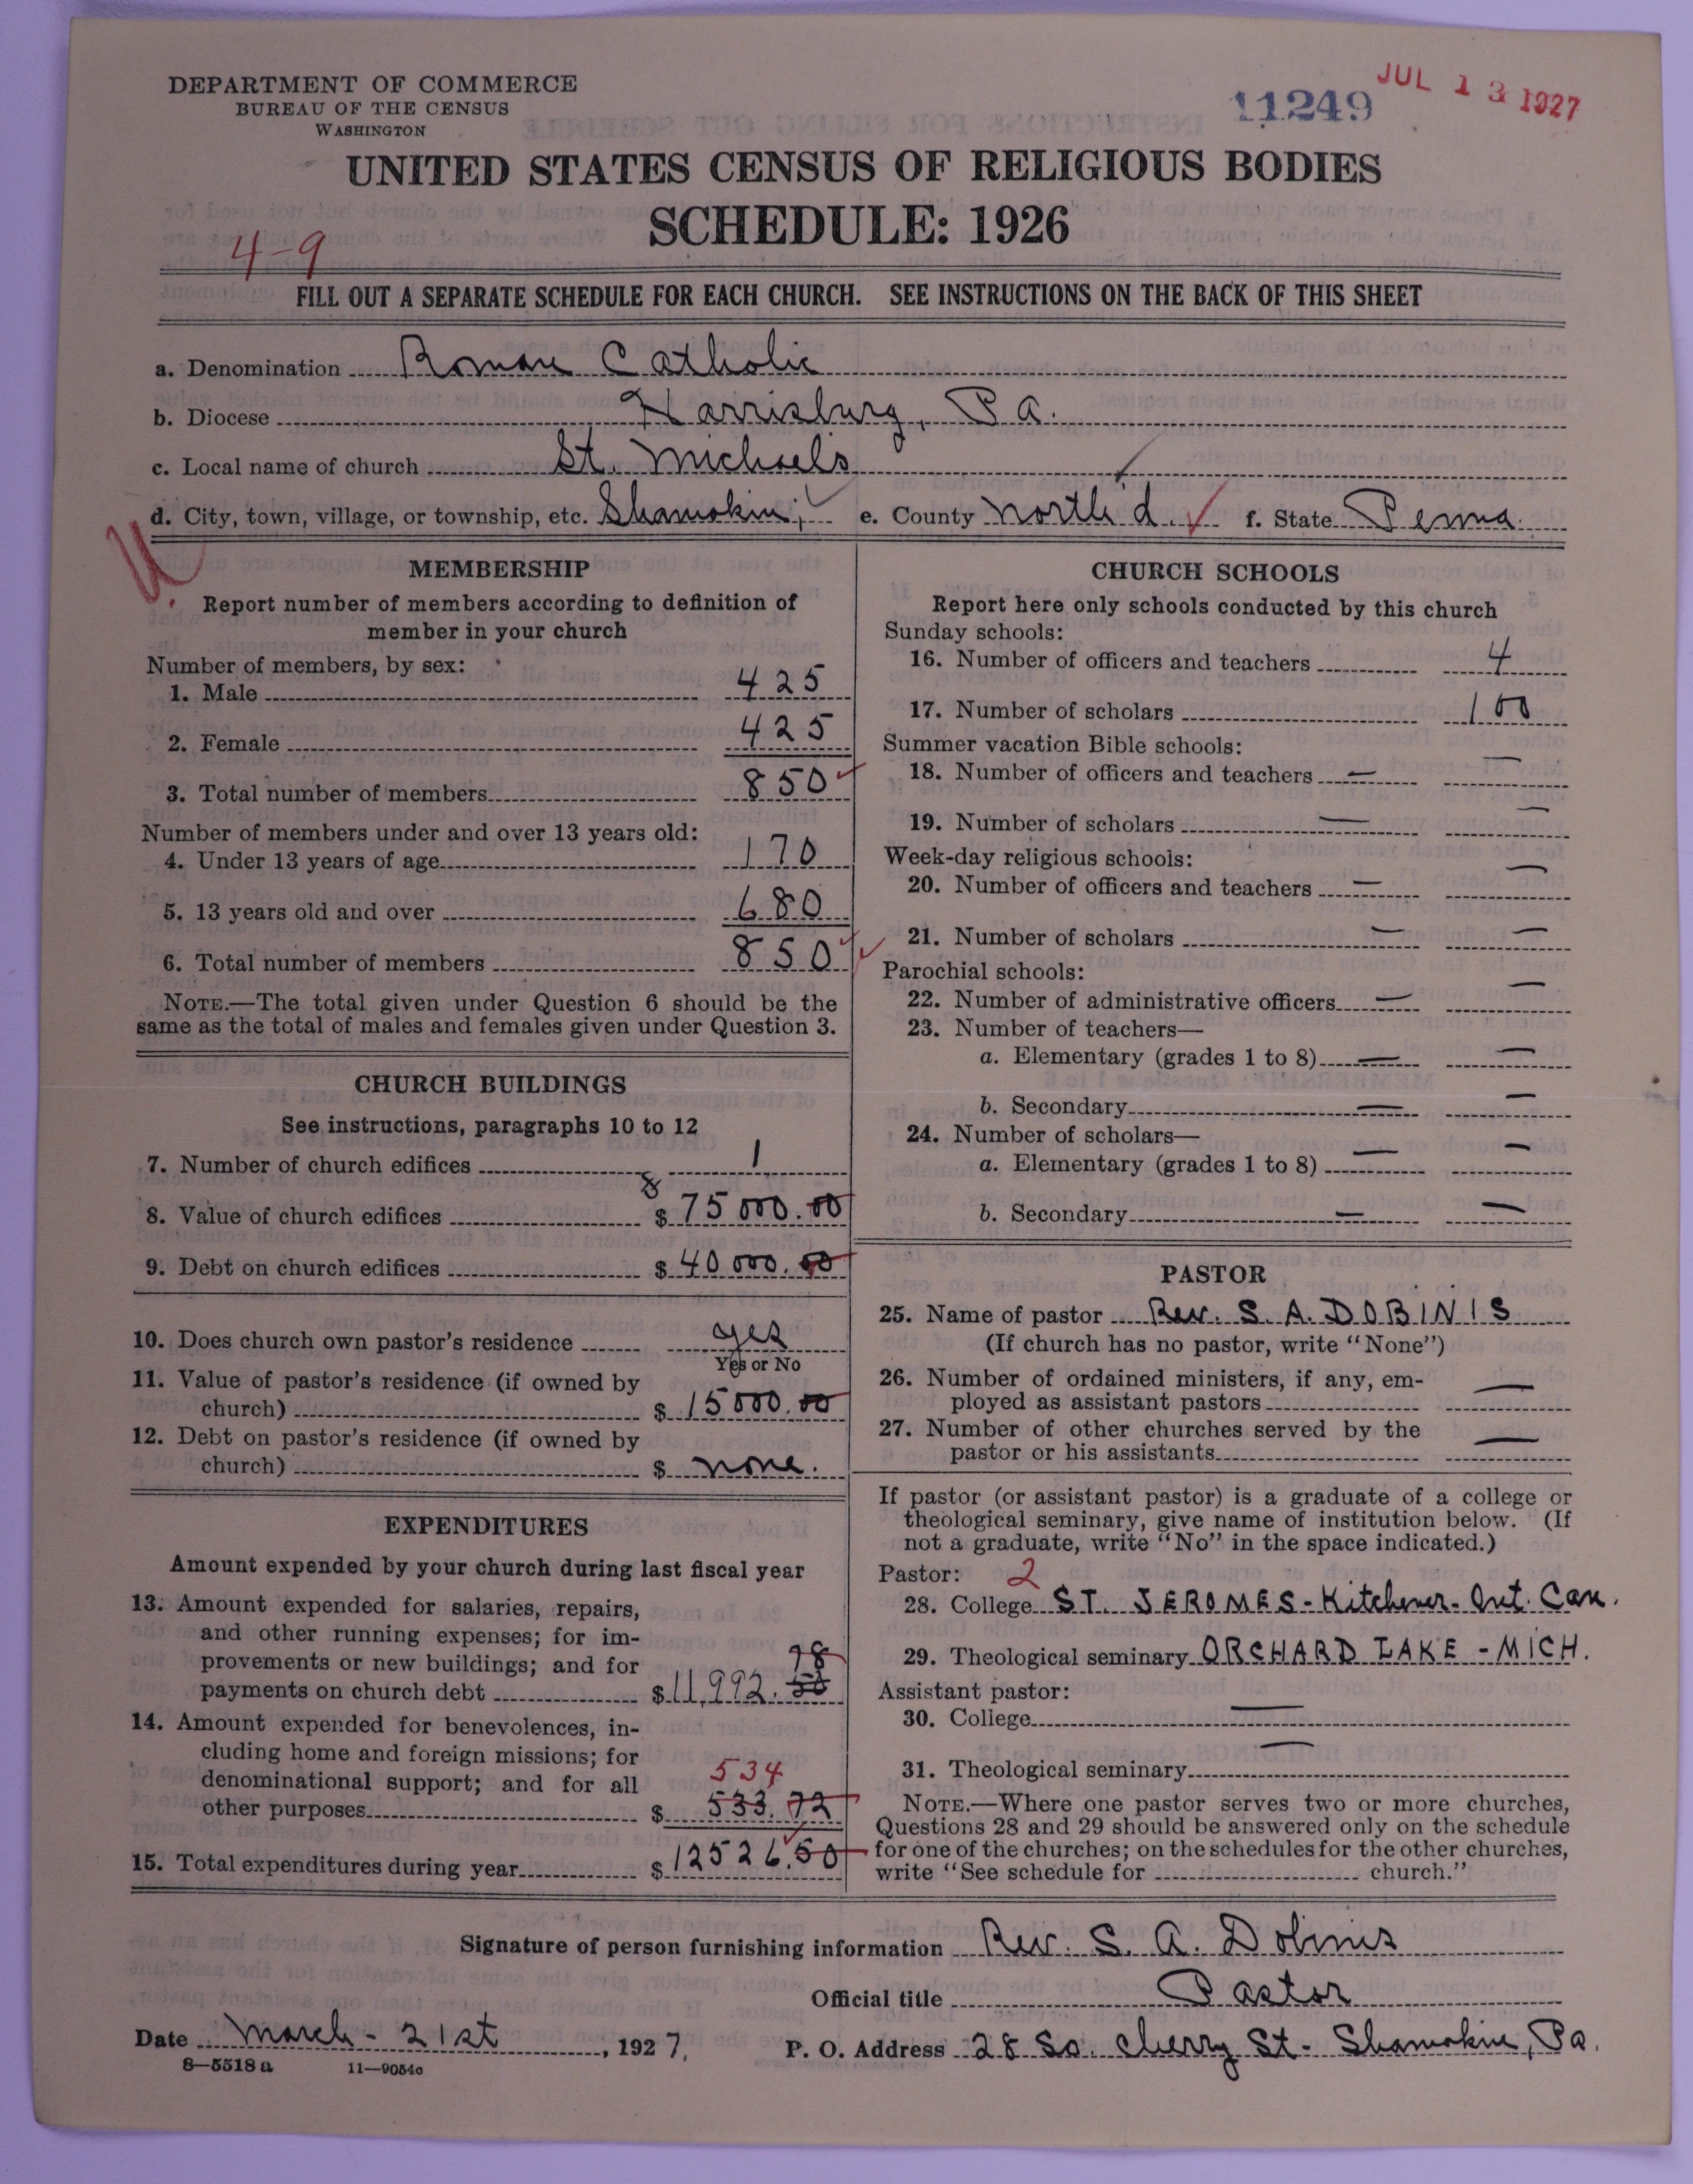 DEPARTMENT OF COMMERCE
BUREAU OF THE CENSUS
WASHINGTON
11249
JUL 13 1927
UNITED STATES CENSUS OF RELIGIOUS BODIES
SCHEDULE: 1926
4-9
FILL OUT A SEPARATE SCHEDULE FOR EACH CHURCH. SEE INSTRUCTIONS ON THE BACK OF THIS SHEET
a. Denomination Roman Catholic
b. Diocese Harrisburg, Pa.
c. Local name of church St. Michaels
d. City, town, village, or township, etc. Shamokin, e. County North'd. f. State Penna.
MEMBERSHIP
Report number of members according to definition of
member in your church
Number of members, by sex:
1. Male 425
2. Female 425
3. Total number of members 850
Number of members under and over 13 years old:
4. Under 13 years of age 170
5. 13 years old and over 680
6. Total number of members 850
NOTE.—The total given under Question 6 should be the
same as the total of males and females given under Question 3.
CHURCH BUILDINGS
See instructions, paragraphs 10 to 12
7. Number of church edifices 1
8
8. Value of church edifices $ 75000.00
9. Debt on church edifices $ 40000.00
10. Does church own pastor's residence yes
Yes or No
11. Value of pastor's residence (if owned by
church) $ 15000.00
12. Debt on pastor's residence (if owned by
church) $ none.
EXPENDITURES
Amount expended by your church during last fiscal year
13. Amount expended for salaries, repairs,
and other running expenses; for im-
provements or new buildings; and for
78
payments on church debt $ 11,992.50
14. Amount expended for benevolences, in-
cluding home and foreign missions; for
denominational support; and for all
534
other purposes $ 533.72
15. Total expenditures during year $ 12526.50
CHURCH SCHOOLS
Report here only schools conducted by this church
Sunday schools:
16. Number of officers and teachers 4
17. Number of scholars 100
Summer vacation Bible schools:
18. Number of officers and teachers — —
19. Number of scholars — —
Week-day religious schools:
20. Number of officers and teachers — —
21. Number of scholars — —
Parochial schools:
22. Number of administrative officers — —
23. Number of teachers—
a. Elementary (grades 1 to 8) — —
b. Secondary — —
24. Number of scholars—
a. Elementary (grades 1 to 8) — —
b. Secondary — —
PASTOR
25. Name of pastor Rev. S. A. DOBINIS
(If church has no pastor, write "None")
26. Number of ordained ministers, if any, em-
ployed as assistant pastors —
27. Number of other churches served by the
pastor or his assistants —
If pastor (or assistant pastor) is a graduate of a college or
theological seminary, give name of institution below. (If
not a graduate, write "No" in the space indicated.)
Pastor: 2
28. College ST. JEROMES - Kitchener - Ont. Can.
29. Theological seminary ORCHARD LAKE - MICH.
Assistant pastor:
30. College —
31. Theological seminary —
NOTE.—Where one pastor serves two or more churches,
Questions 28 and 29 should be answered only on the schedule
for one of the churches; on the schedules for the other churches,
write "See schedule for church."
Signature of person furnishing information Rev. S. A. Dobinis
Official title Pastor
Date March - 21st, 1927. P. O. Address 28 So. Cherry St - Shamokin, Pa.
8—5518 a 11—9054c